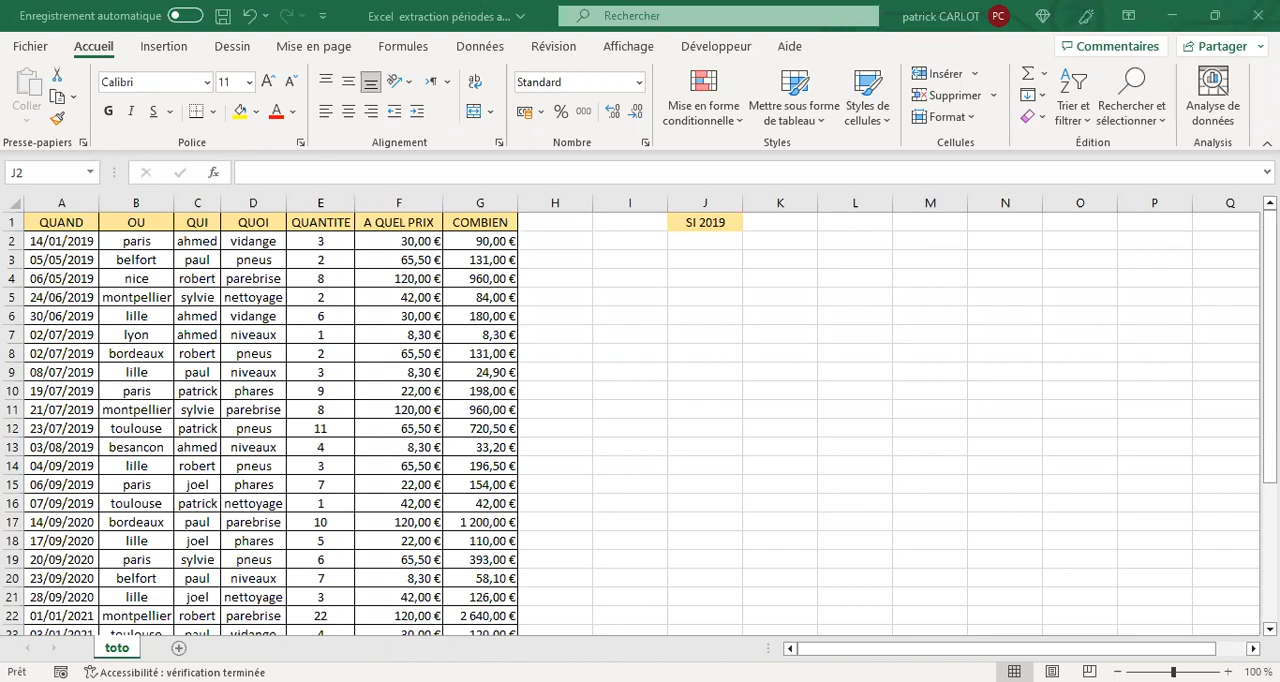 Enregistrement automatique
Excel extraction périodes a...
Rechercher
patrick CARLOT PC
Fichier Accueil Insertion Dessin Mise en page Formules Données Révision Affichage Développeur Aide Commentaires Partager
Coller
Calibri 11
G I S
Standard
% 000
Mise en forme conditionnelle
Mettre sous forme de tableau
Styles de cellules
Insérer
Supprimer
Format
Trier et filtrer
Rechercher et sélectionner
Analyse de données
Presse-papiers Police Alignement Nombre Styles Cellules Édition Analysis
J2 fx
A B C D E F G H I J K L M N O P Q
1 QUAND OU QUI QUOI QUANTITE A QUEL PRIX COMBIEN SI 2019
2 14/01/2019 paris ahmed vidange 3 30,00 € 90,00 €
3 05/05/2019 belfort paul pneus 2 65,50 € 131,00 €
4 06/05/2019 nice robert parebrise 8 120,00 € 960,00 €
5 24/06/2019 montpellier sylvie nettoyage 2 42,00 € 84,00 €
6 30/06/2019 lille ahmed vidange 6 30,00 € 180,00 €
7 02/07/2019 lyon ahmed niveaux 1 8,30 € 8,30 €
8 02/07/2019 bordeaux robert pneus 2 65,50 € 131,00 €
9 08/07/2019 lille paul niveaux 3 8,30 € 24,90 €
10 19/07/2019 paris patrick phares 9 22,00 € 198,00 €
11 21/07/2019 montpellier sylvie parebrise 8 120,00 € 960,00 €
12 23/07/2019 toulouse patrick pneus 11 65,50 € 720,50 €
13 03/08/2019 besancon ahmed niveaux 4 8,30 € 33,20 €
14 04/09/2019 lille robert pneus 3 65,50 € 196,50 €
15 06/09/2019 paris joel phares 7 22,00 € 154,00 €
16 07/09/2019 toulouse patrick nettoyage 1 42,00 € 42,00 €
17 14/09/2020 bordeaux paul parebrise 10 120,00 € 1 200,00 €
18 17/09/2020 lille joel phares 5 22,00 € 110,00 €
19 20/09/2020 paris sylvie pneus 6 65,50 € 393,00 €
20 23/09/2020 belfort paul niveaux 7 8,30 € 58,10 €
21 28/09/2020 lille joel nettoyage 3 42,00 € 126,00 €
22 01/01/2021 montpellier robert parebrise 22 120,00 € 2 640,00 €
23 03/01/2021 toulouse paul vidange 4 30,00 € 120,00 €
toto
Prêt Accessibilité : vérification terminée 100 %